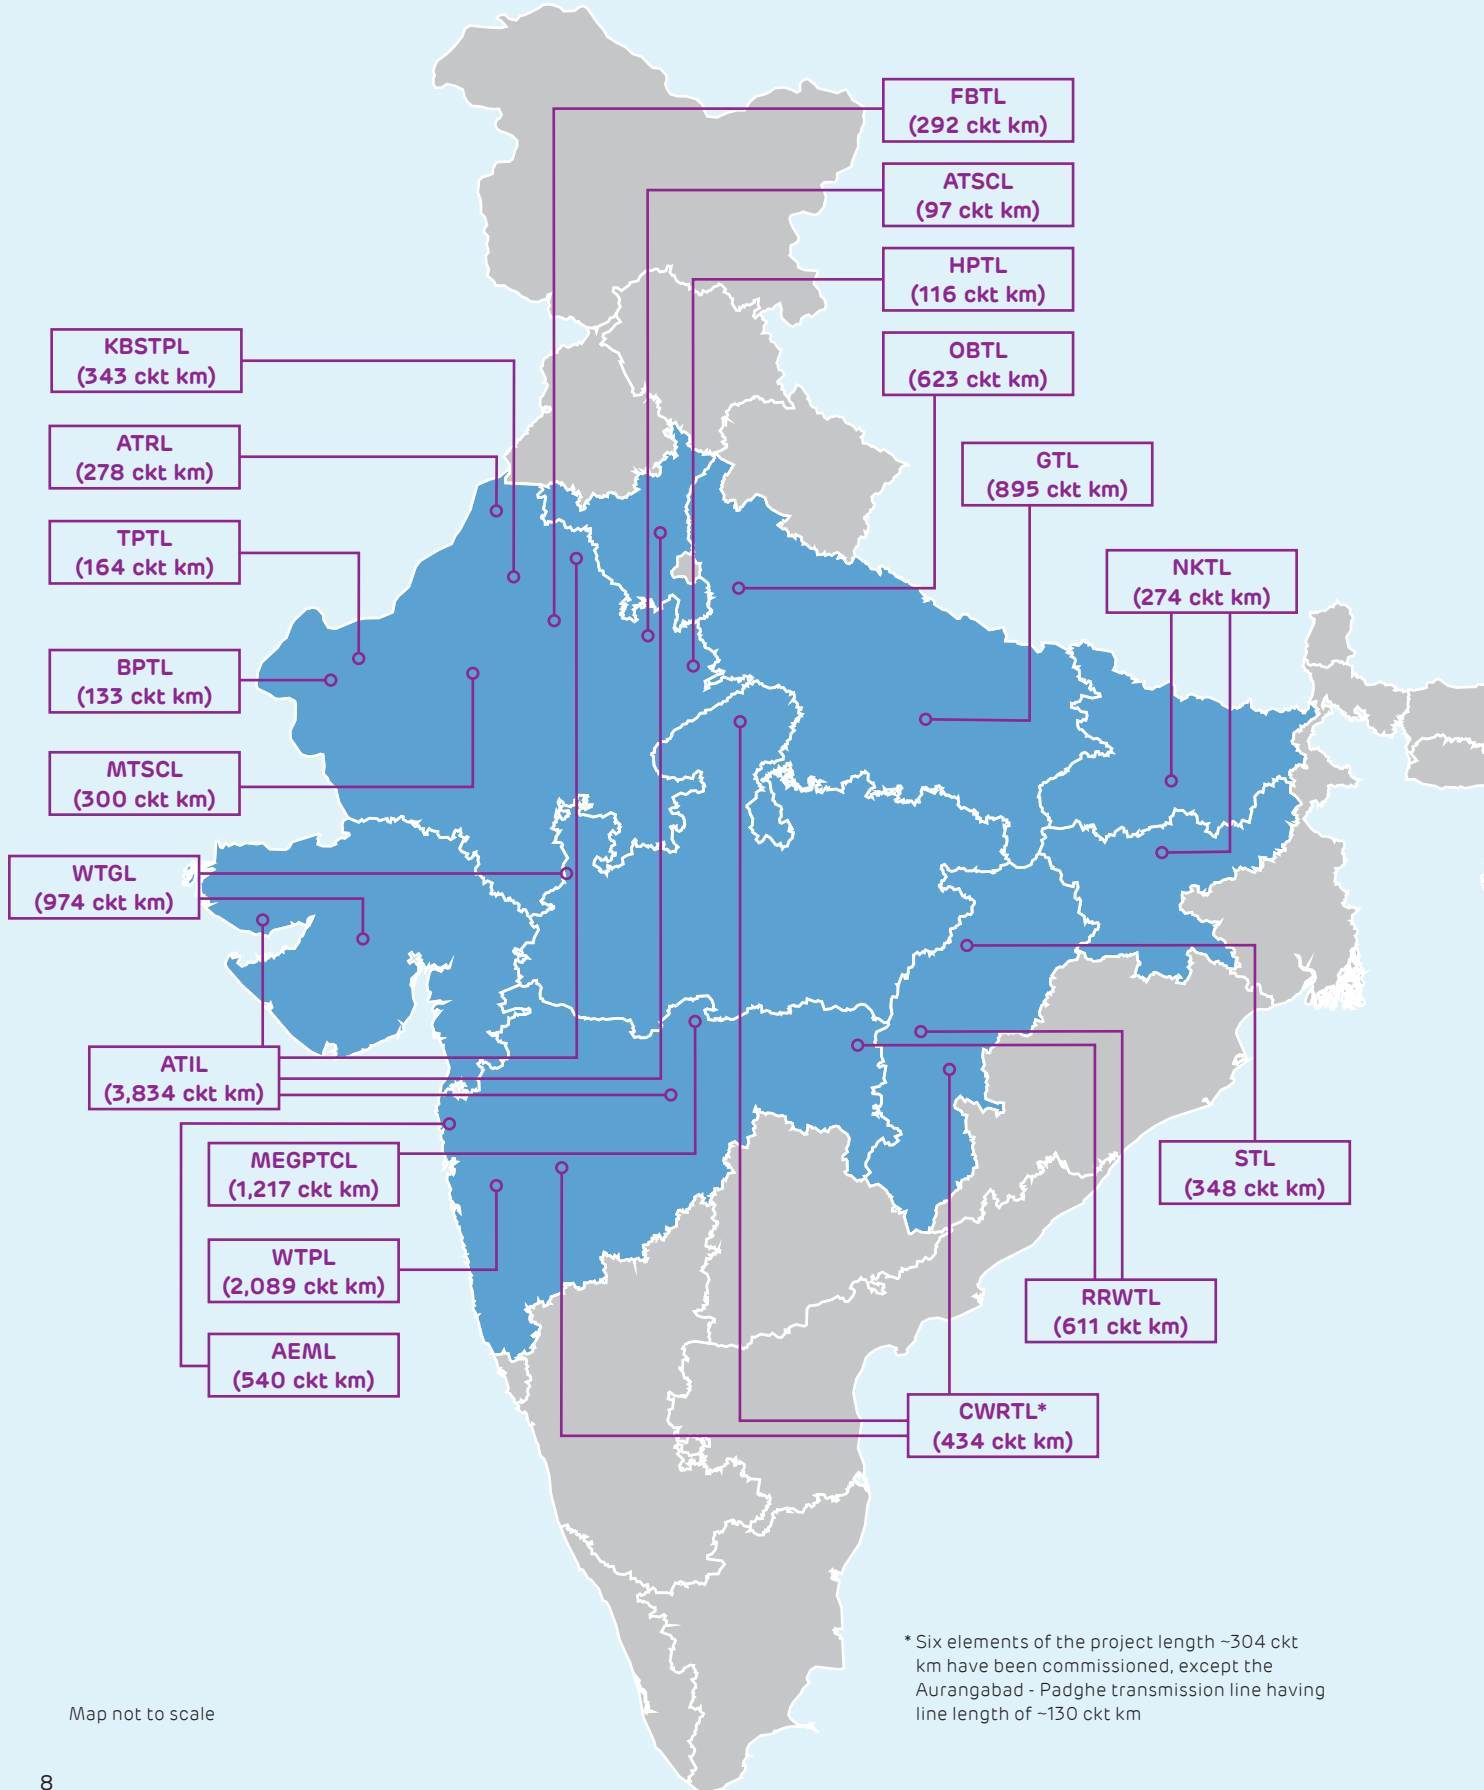 FBTL
(292 ckt km)
ATSCL
(97 ckt km)
HPTL
(116 ckt km)
OBTL
(623 ckt km)
KBSTPL
(343 ckt km)
ATRL
(278 ckt km)
GTL
(895 ckt km)
TPTL
(164 ckt km)
NKTL
(274 ckt km)
BPTL
(133 ckt km)
MTSCL
(300 ckt km)
WTGL
(974 ckt km)
ATIL
(3,834 ckt km)
MEGPTCL
(1,217 ckt km)
STL
(348 ckt km)
WTPL
(2,089 ckt km)
RRWTL
(611 ckt km)
AEML
(540 ckt km)
CWRTL*
(434 ckt km)
* Six elements of the project length ~304 ckt
km have been commissioned, except the
Aurangabad - Padghe transmission line having
line length of ~130 ckt km
Map not to scale
8